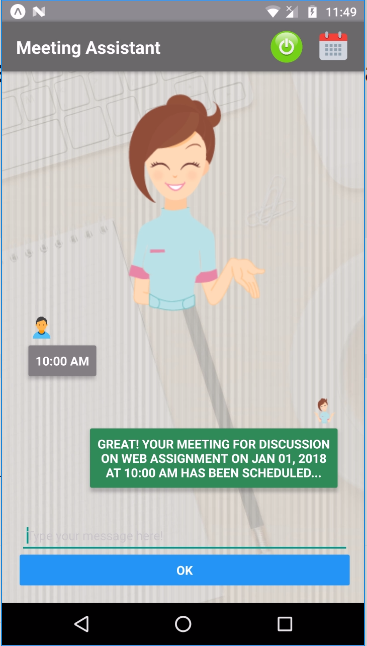 11:49
Meeting Assistant
10:00 AM
GREAT! YOUR MEETING FOR DISCUSSION
ON WEB ASSIGNMENT ON JAN 01, 2018
AT 10:00 AM HAS BEEN SCHEDULED...
Type your message here!
OK